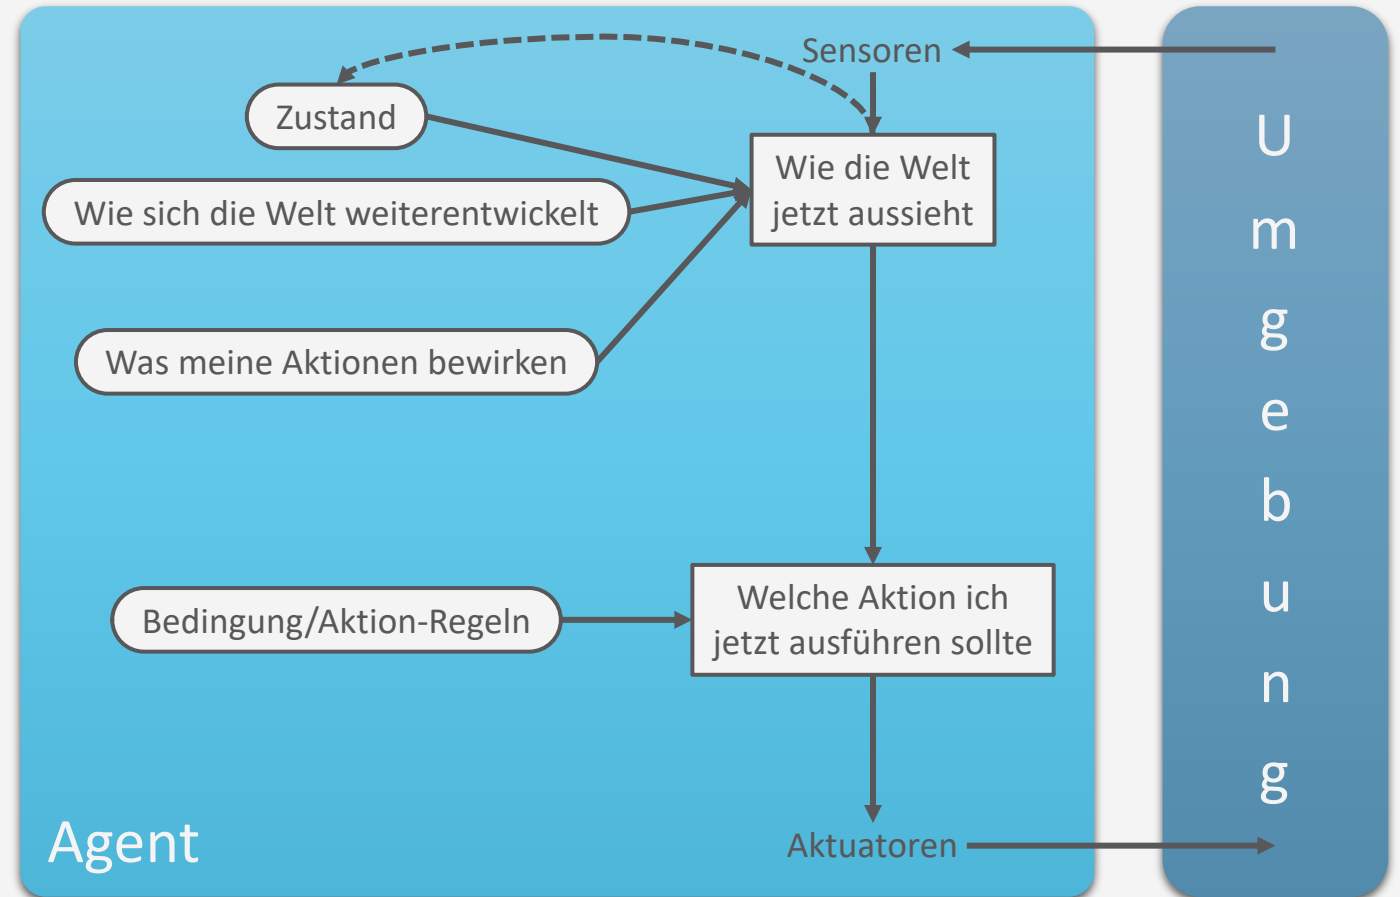 Sensoren
Zustand
Wie die Welt
jetzt aussieht
Wie sich die Welt weiterentwickelt
Was meine Aktionen bewirken
Bedingung/Aktion-Regeln
Welche Aktion ich
jetzt ausführen sollte
Agent
Aktuatoren
Umgebung